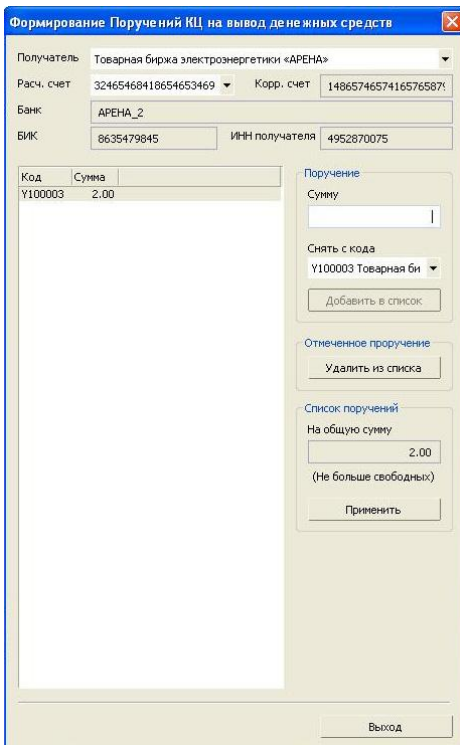 Формирование Поручений КЦ на вывод денежных средств
Получатель Товарная биржа электроэнергетики «АРЕНА»
Расч. счет 32465468418654653469 Корр. счет 1486574657416576587
Банк АРЕНА_2
БИК 8635479845 ИНН получателя 4952870075
Код Сумма
Y100003 2.00
Поручение
Сумму
Снять с кода
Y100003 Товарная би
Добавить в список
Отмеченное проручение
Удалить из списка
Список поручений
На общую сумму
2.00
(Не больше свободных)
Применить
Выход